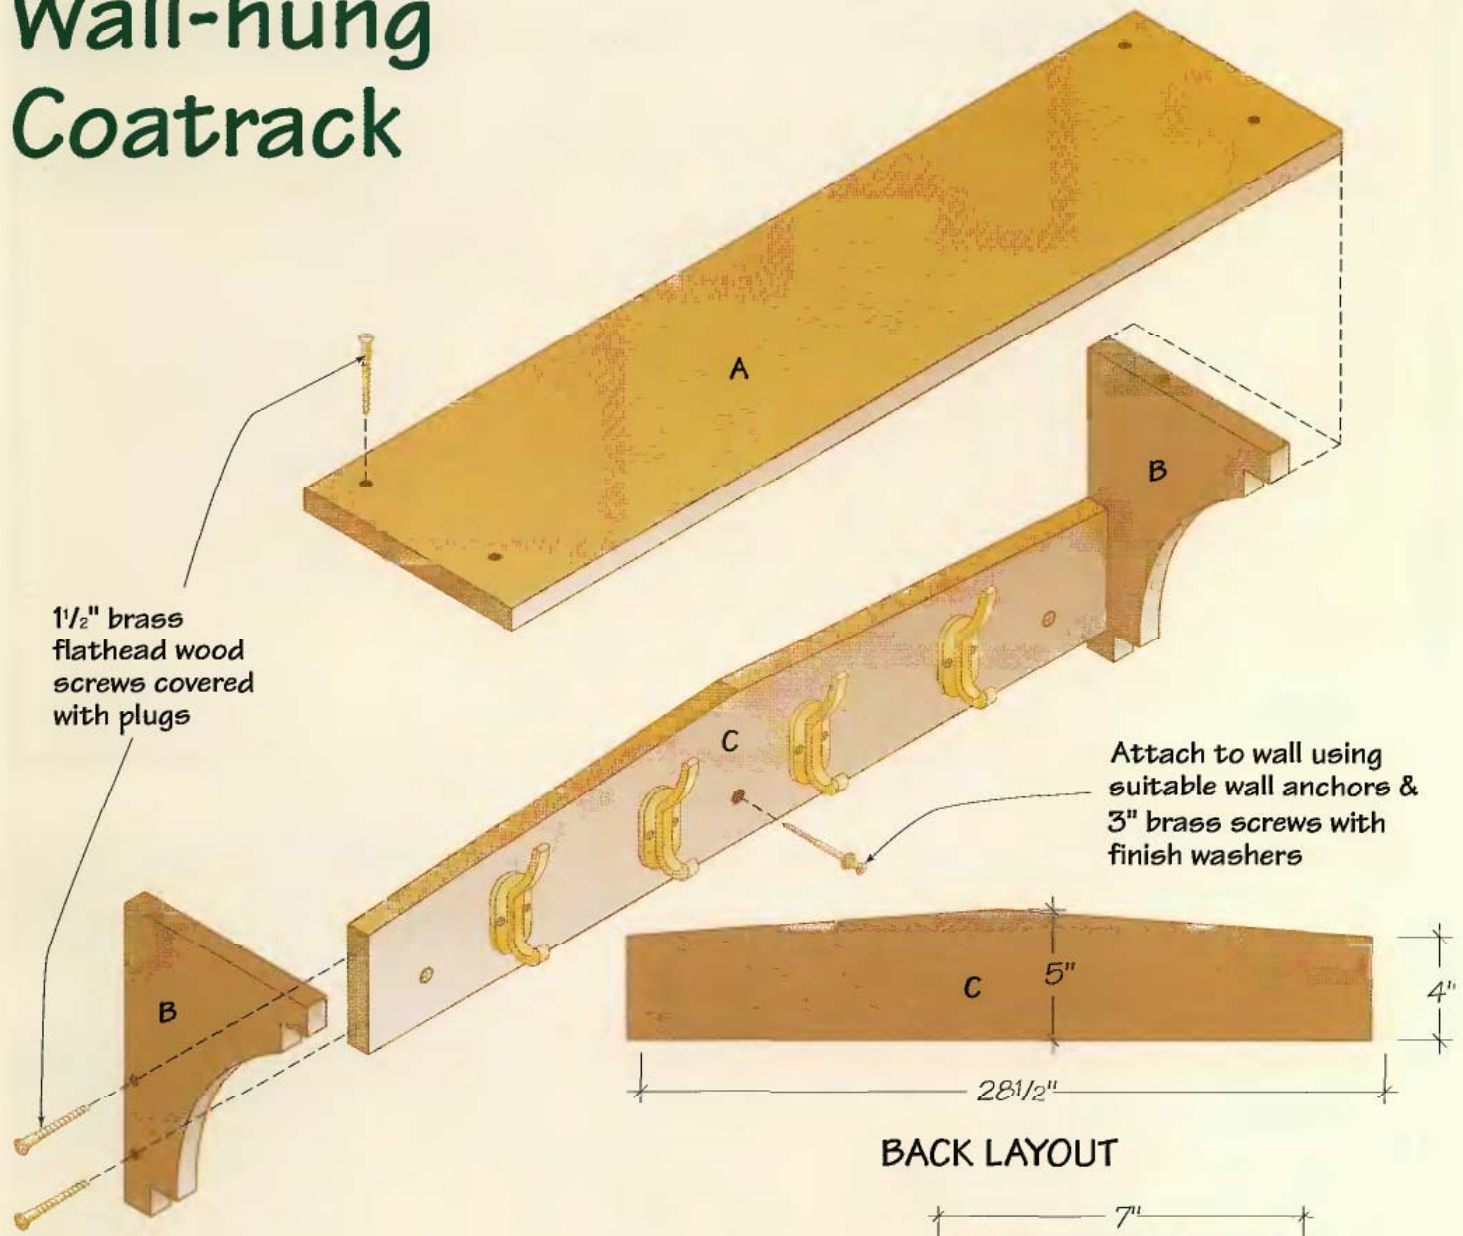 Wall-hung
Coatrack
A
B
1½" brass
flathead wood
screws covered
with plugs
C
Attach to wall using
suitable wall anchors &
3" brass screws with
finish washers
B
C
5"
4"
28½"
BACK LAYOUT
7"